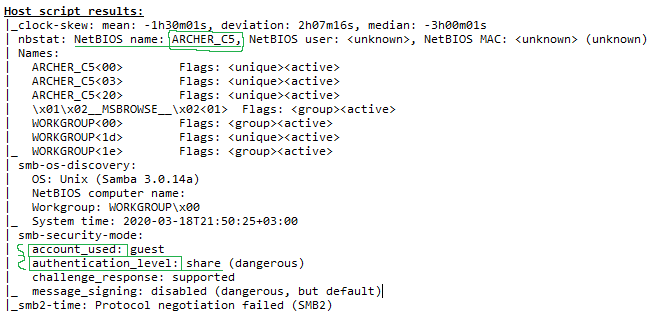 Host script results:
|_clock-skew: mean: -1h30m01s, deviation: 2h07m16s, median: -3h00m01s
| nbstat: NetBIOS name: ARCHER_C5, NetBIOS user: <unknown>, NetBIOS MAC: <unknown> (unknown)
| Names:
|   ARCHER_C5<00>        Flags: <unique><active>
|   ARCHER_C5<03>        Flags: <unique><active>
|   ARCHER_C5<20>        Flags: <unique><active>
|   \x01\x02__MSBROWSE__\x02<01>  Flags: <group><active>
|   WORKGROUP<00>        Flags: <group><active>
|   WORKGROUP<1d>        Flags: <unique><active>
|_  WORKGROUP<1e>        Flags: <group><active>
| smb-os-discovery:
|   OS: Unix (Samba 3.0.14a)
|   NetBIOS computer name:
|   Workgroup: WORKGROUP\x00
|_  System time: 2020-03-18T21:50:25+03:00
| smb-security-mode:
|   account_used: guest
|   authentication_level: share (dangerous)
|   challenge_response: supported
|_  message_signing: disabled (dangerous, but default)
|_smb2-time: Protocol negotiation failed (SMB2)